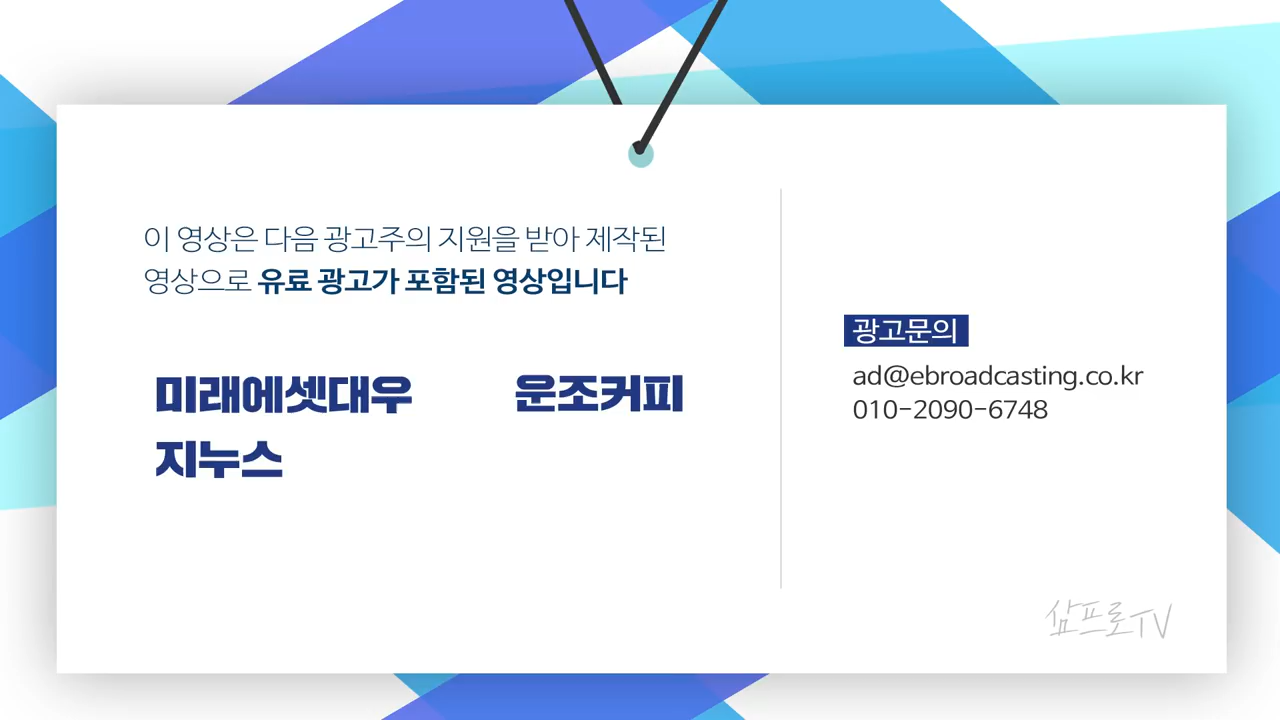 이 영상은 다음 광고주의 지원을 받아 제작된
영상으로 유료 광고가 포함된 영상입니다
미래에셋대우 운조커피
지누스
광고문의
ad@ebroadcasting.co.kr
010-2090-6748
삼프로TV